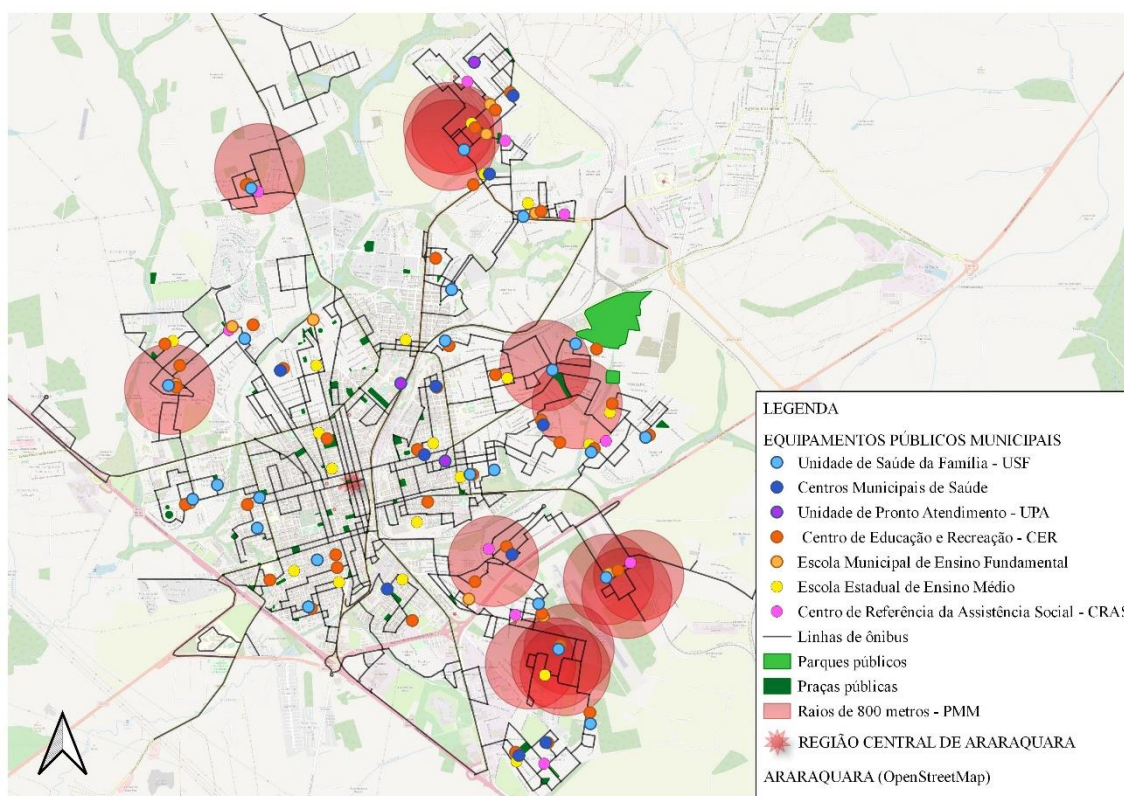 LEGENDA
EQUIPAMENTOS PÚBLICOS MUNICIPAIS
Unidade de Saúde da Família - USF
Centros Municipais de Saúde
Unidade de Pronto Atendimento - UPA
Centro de Educação e Recreação - CER
Escola Municipal de Ensino Fundamental
Escola Estadual de Ensino Médio
Centro de Referência da Assistência Social - CRAS
Linhas de ônibus
Parques públicos
Praças públicas
Raios de 800 metros - PMM
REGIÃO CENTRAL DE ARARAQUARA
ARARAQUARA (OpenStreetMap)